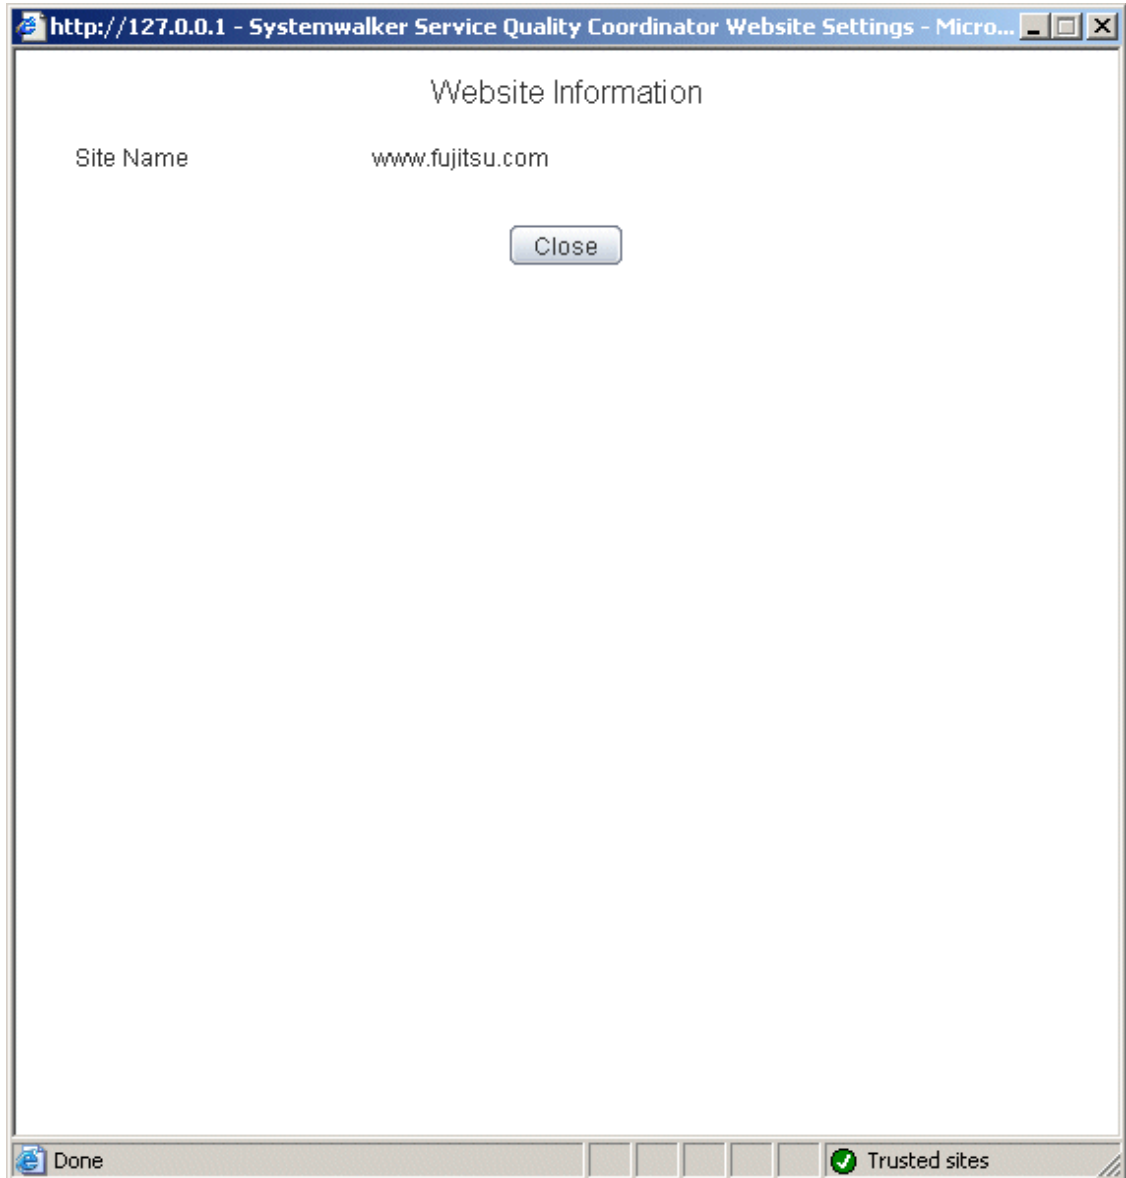 http://127.0.0.1 - Systemwalker Service Quality Coordinator Website Settings - Micro...
Website Information
Site Name www.fujitsu.com
Close
Done Trusted sites